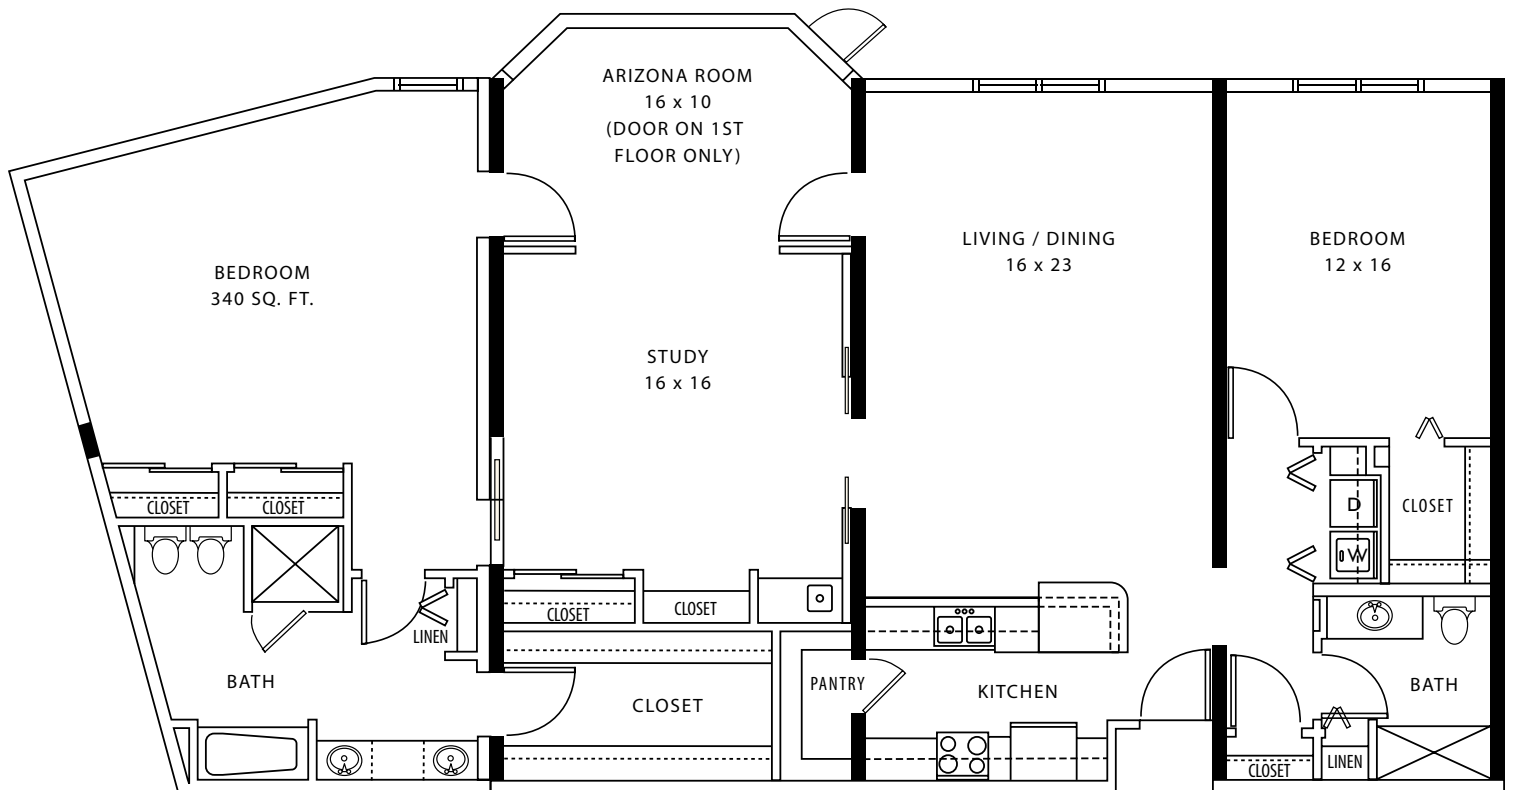 ARIZONA ROOM
16 x 10
(DOOR ON 1ST
FLOOR ONLY)
LIVING / DINING
16 x 23
BEDROOM
12 x 16
BEDROOM
340 SQ. FT.
STUDY
16 x 16
CLOSET
CLOSET
D
CLOSET
W
CLOSET
CLOSET
LINEN
BATH
CLOSET
PANTRY
KITCHEN
BATH
CLOSET
LINEN